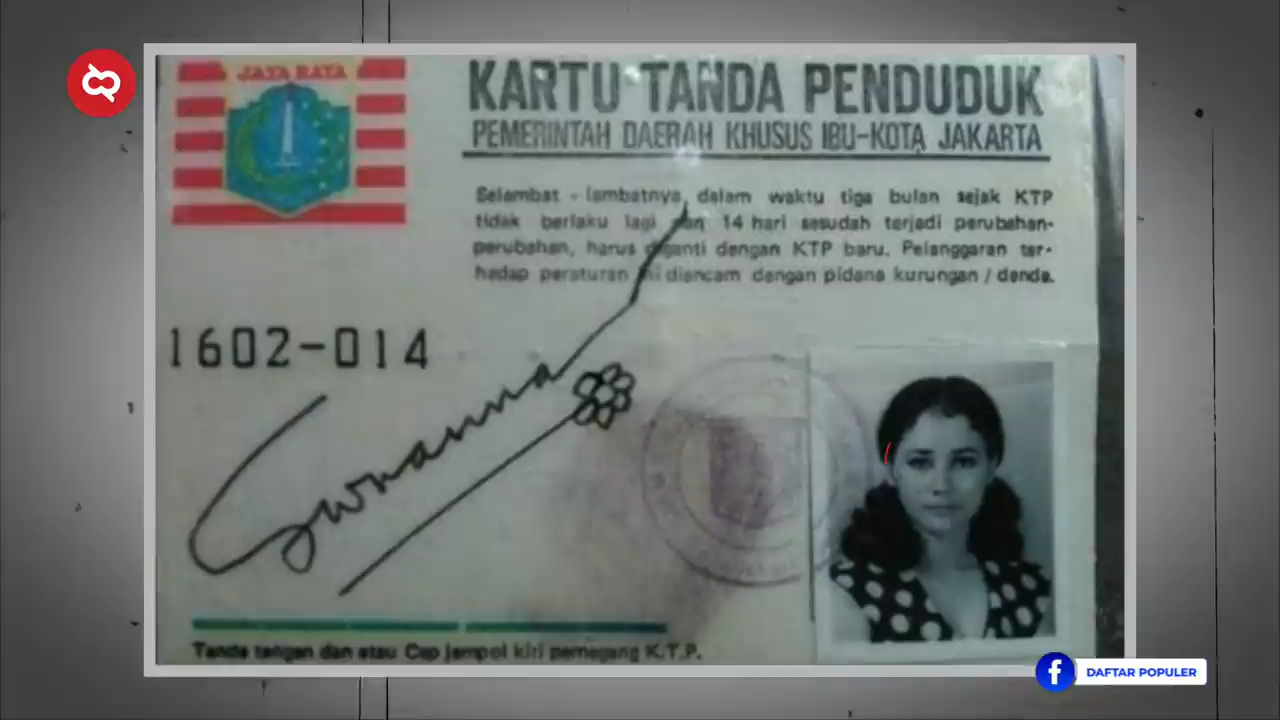 JAYA RAYA
KARTU TANDA PENDUDUK
PEMERINTAH DAERAH KHUSUS IBU-KOTA JAKARTA
Selambat - lambatnya dalam waktu tiga bulan sejak KTP
tidak berlaku lagi dan 14 hari sesudah terjadi perubahan-
perubahan, harus diganti dengan KTP baru. Pelanggaran ter-
hadap peraturan ini diancam dengan pidana kurungan / denda.
1602-014
Tanda tangan dan atau Cap jempol kiri pemegang K.T.P.
DAFTAR POPULER